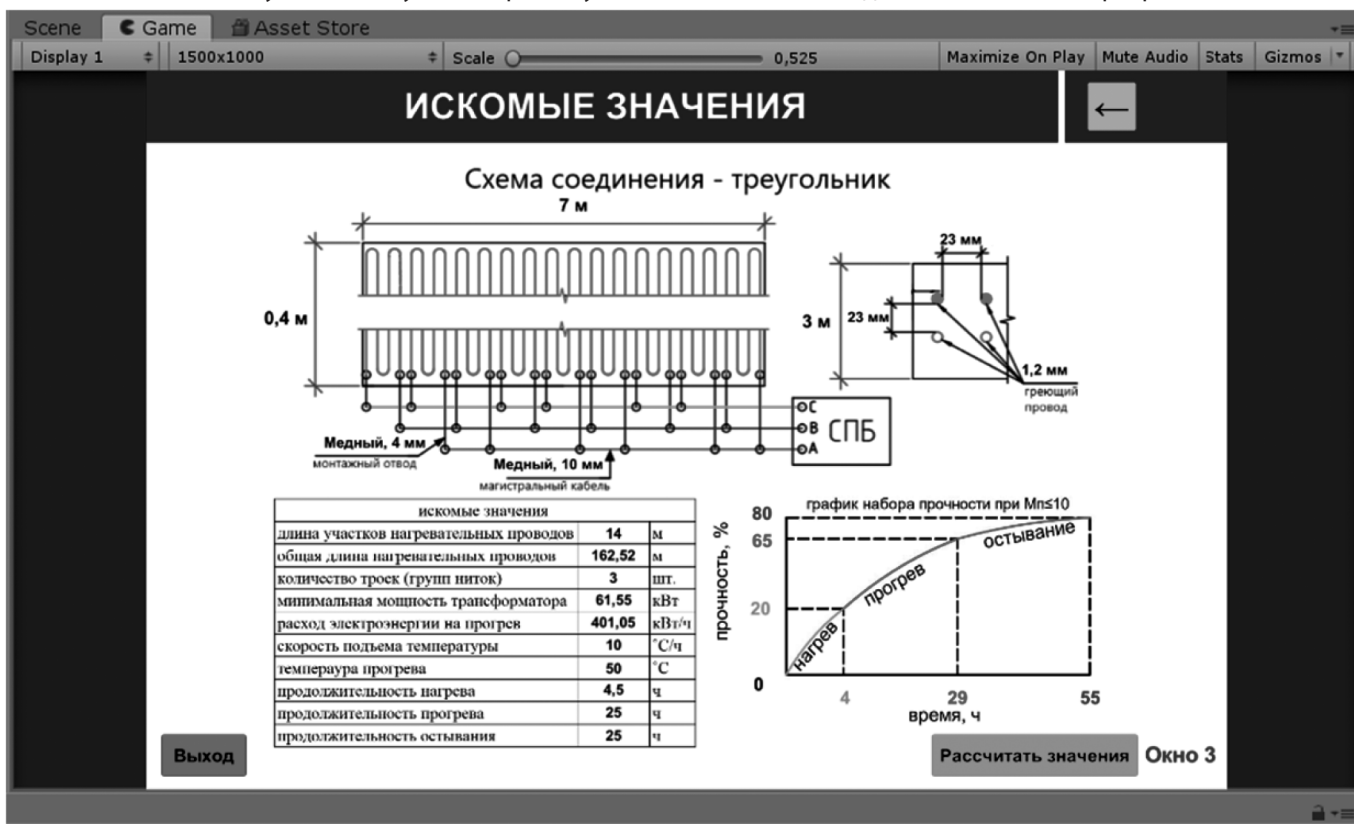 Scene Game Asset Store
Display 1 1500x1000 Scale 0,525 Maximize On Play Mute Audio Stats Gizmos
ИСКОМЫЕ ЗНАЧЕНИЯ
←
Схема соединения - треугольник
7 м
0,4 м
23 мм
3 м
23 мм
1,2 мм
греющий
провод
C
B
A
СПБ
Медный, 4 мм
монтажный отвод
Медный, 10 мм
магистральный кабель
искомые значения
длина участков нагревательных проводов 14 м
общая длина нагревательных проводов 162,52 м
количество троек (групп ниток) 3 шт.
минимальная мощность трансформатора 61,55 кВт
расход электроэнергии на прогрев 401,05 кВт/ч
скорость подъема температуры 10 °C/ч
темпераура прогрева 50 °C
продолжительность нагрева 4,5 ч
продолжительность прогрева 25 ч
продолжительность остывания 25 ч
график набора прочности при Мп≤10
прочность, %
80
65
20
0
нагрев
прогрев
остывание
4 29 55
время, ч
Выход
Рассчитать значения Окно 3